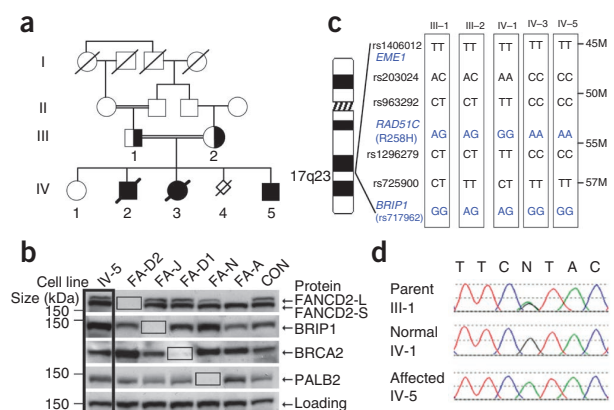 a
I
II
III
1 2
IV
1 2 3 4 5
b
Cell line
IV-5 FA-D2 FA-J FA-D1 FA-N FA-A CON
Protein
Size (kDa)
FANCD2-L
FANCD2-S
150
150
BRIP1
BRCA2
150
PALB2
150
Loading
c
III–1 III–2 IV–1 IV–3 IV–5
rs1406012 TT TT TT TT TT
45M
EME1
rs203024 AC AC AA CC CC
50M
rs963292 CT CT TT CC CC
RAD51C
(R258H) AG AG GG AA AA
55M
rs1296279 CT CT TT CC CC
17q23
rs725900 CT TT CT TT TT
57M
BRIP1
(rs717962) GG AG AG GG GG
d
T T C N T A C
Parent
III-1
Normal
IV-1
Affected
IV-5